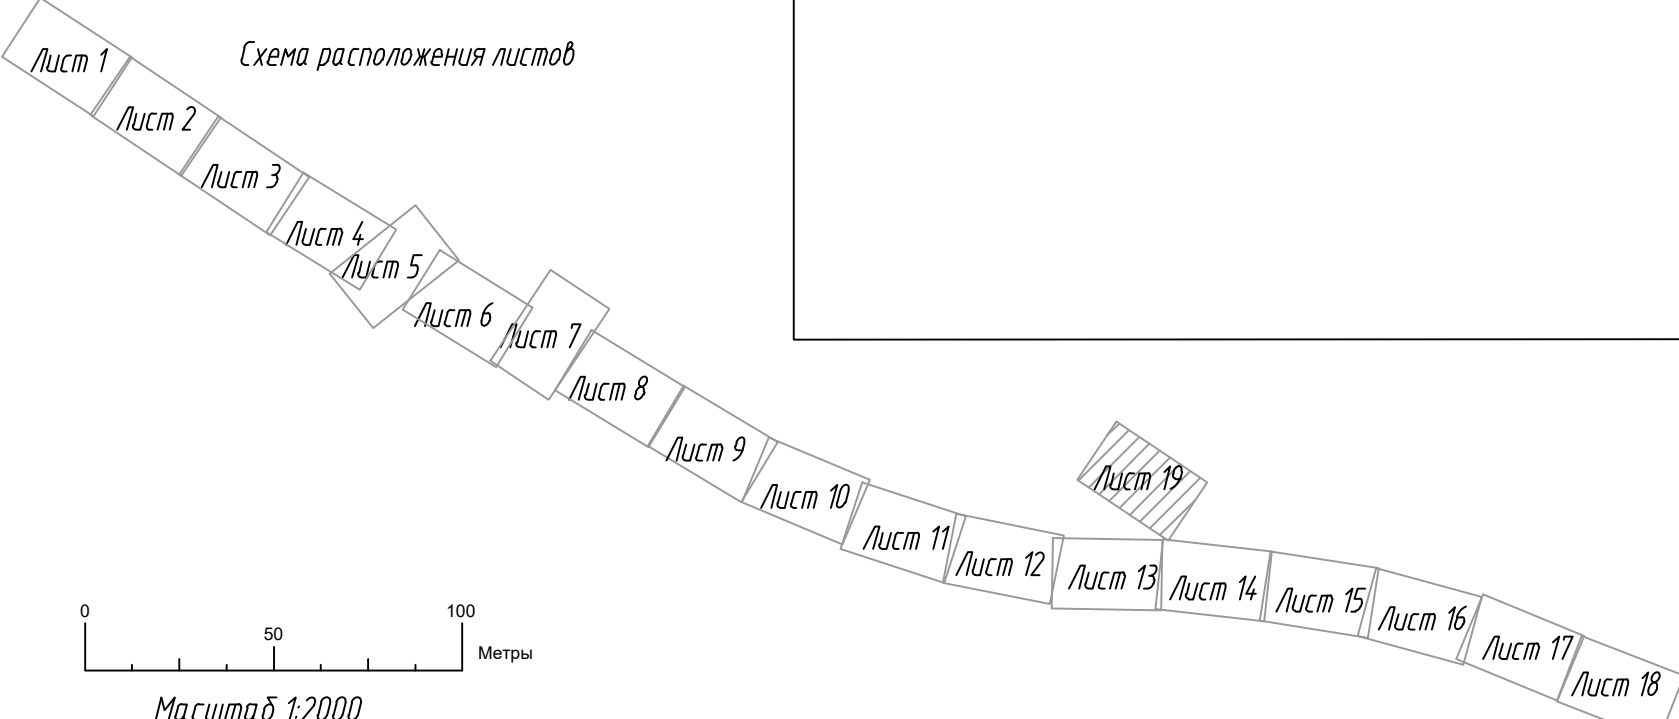 Схема расположения листов
Лист 1
Лист 2
Лист 3
Лист 4
Лист 5
Лист 6
Лист 7
Лист 8
Лист 9
Лист 10
Лист 11
Лист 12
Лист 13
Лист 14
Лист 15
Лист 16
Лист 17
Лист 18
Лист 19
0 50 100
Метры
Масштаб 1:2000